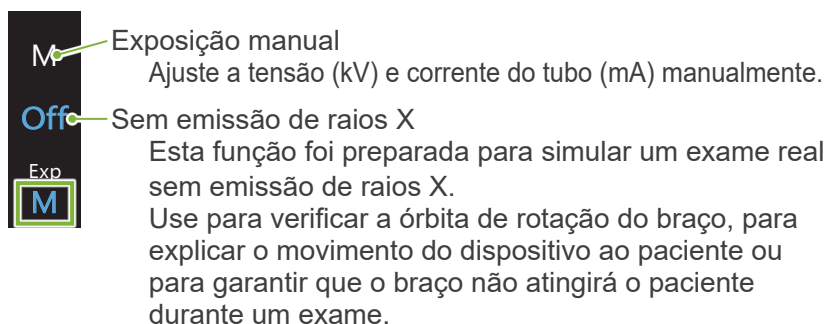 M
Exposição manual
Ajuste a tensão (kV) e corrente do tubo (mA) manualmente.
Off
Sem emissão de raios X
Esta função foi preparada para simular um exame real
sem emissão de raios X.
Use para verificar a órbita de rotação do braço, para
explicar o movimento do dispositivo ao paciente ou
para garantir que o braço não atingirá o paciente
durante um exame.
Exp
M